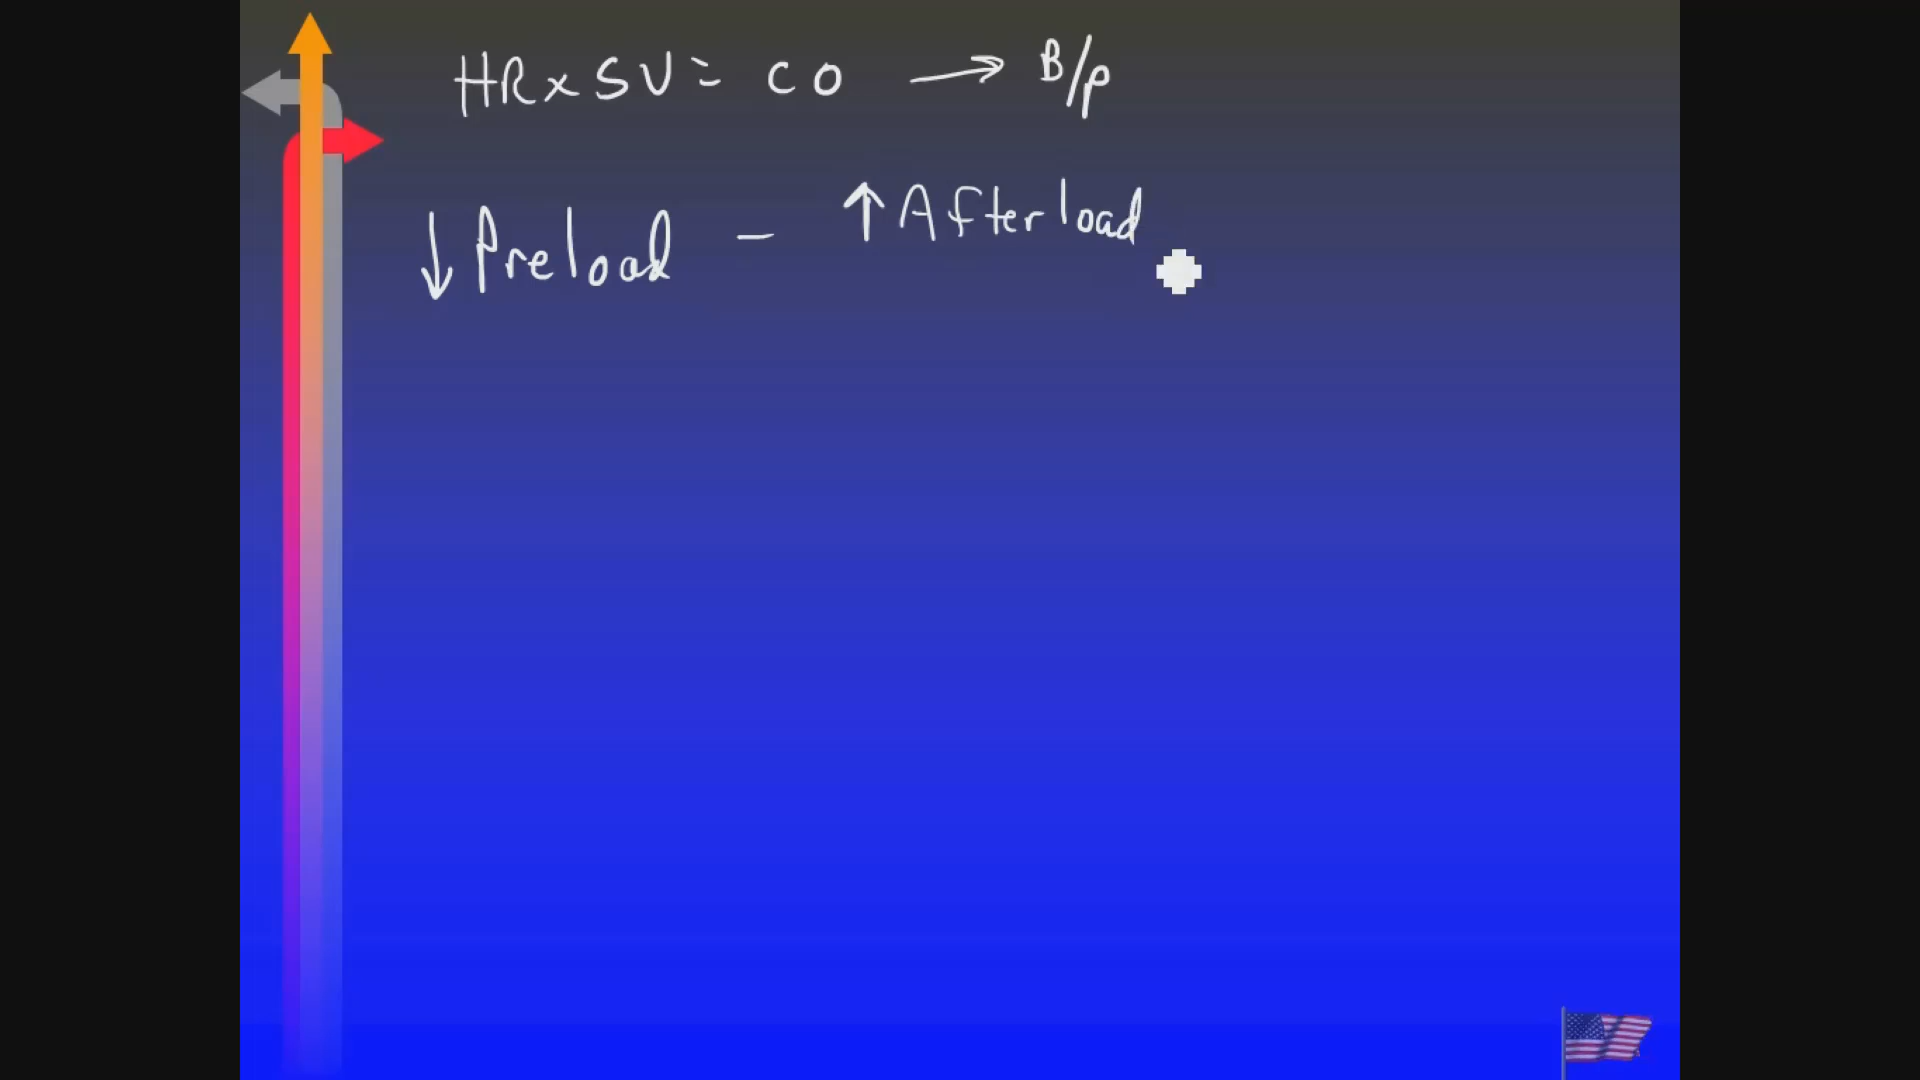 HR x SV = CO → B/P
↓ Preload - ↑ Afterload